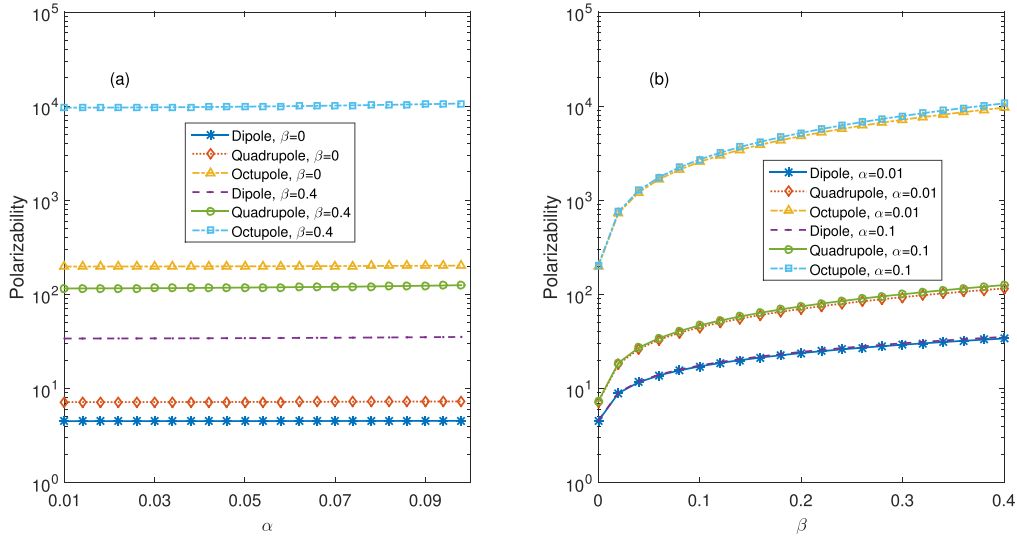 (a)
Polarizability
10^5
10^4
10^3
10^2
10^1
10^0
Dipole, β=0
Quadrupole, β=0
Octupole, β=0
Dipole, β=0.4
Quadrupole, β=0.4
Octupole, β=0.4
0.01 0.03 0.05 0.07 0.09
α
(b)
Polarizability
10^5
10^4
10^3
10^2
10^1
10^0
Dipole, α=0.01
Quadrupole, α=0.01
Octupole, α=0.01
Dipole, α=0.1
Quadrupole, α=0.1
Octupole, α=0.1
0 0.1 0.2 0.3 0.4
β